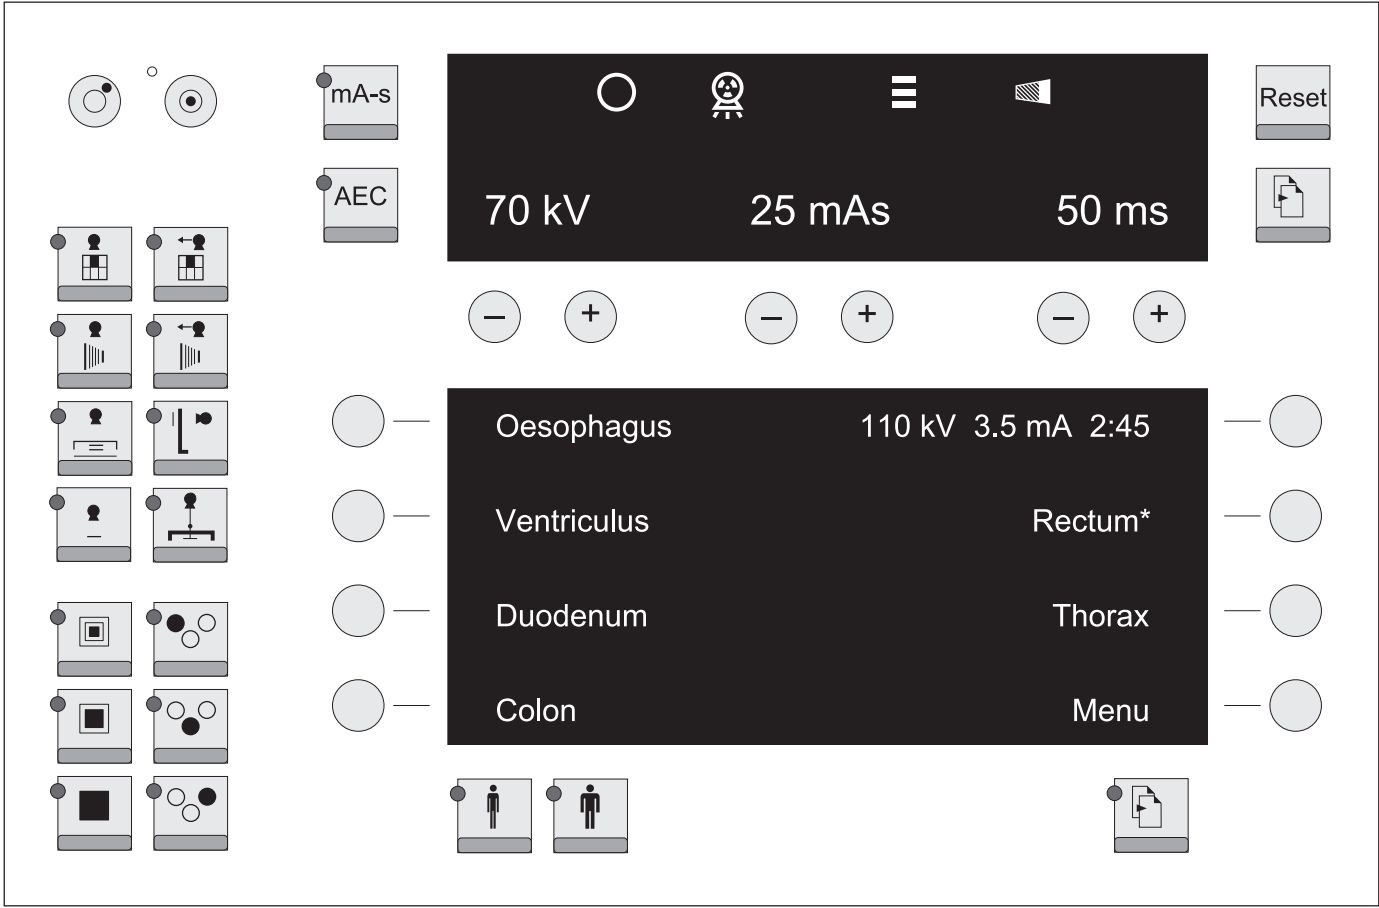 mA-s
Reset
AEC
70 kV 25 mAs 50 ms
– + – + – +
Oesophagus 110 kV 3.5 mA 2:45
Ventriculus Rectum*
Duodenum Thorax
Colon Menu